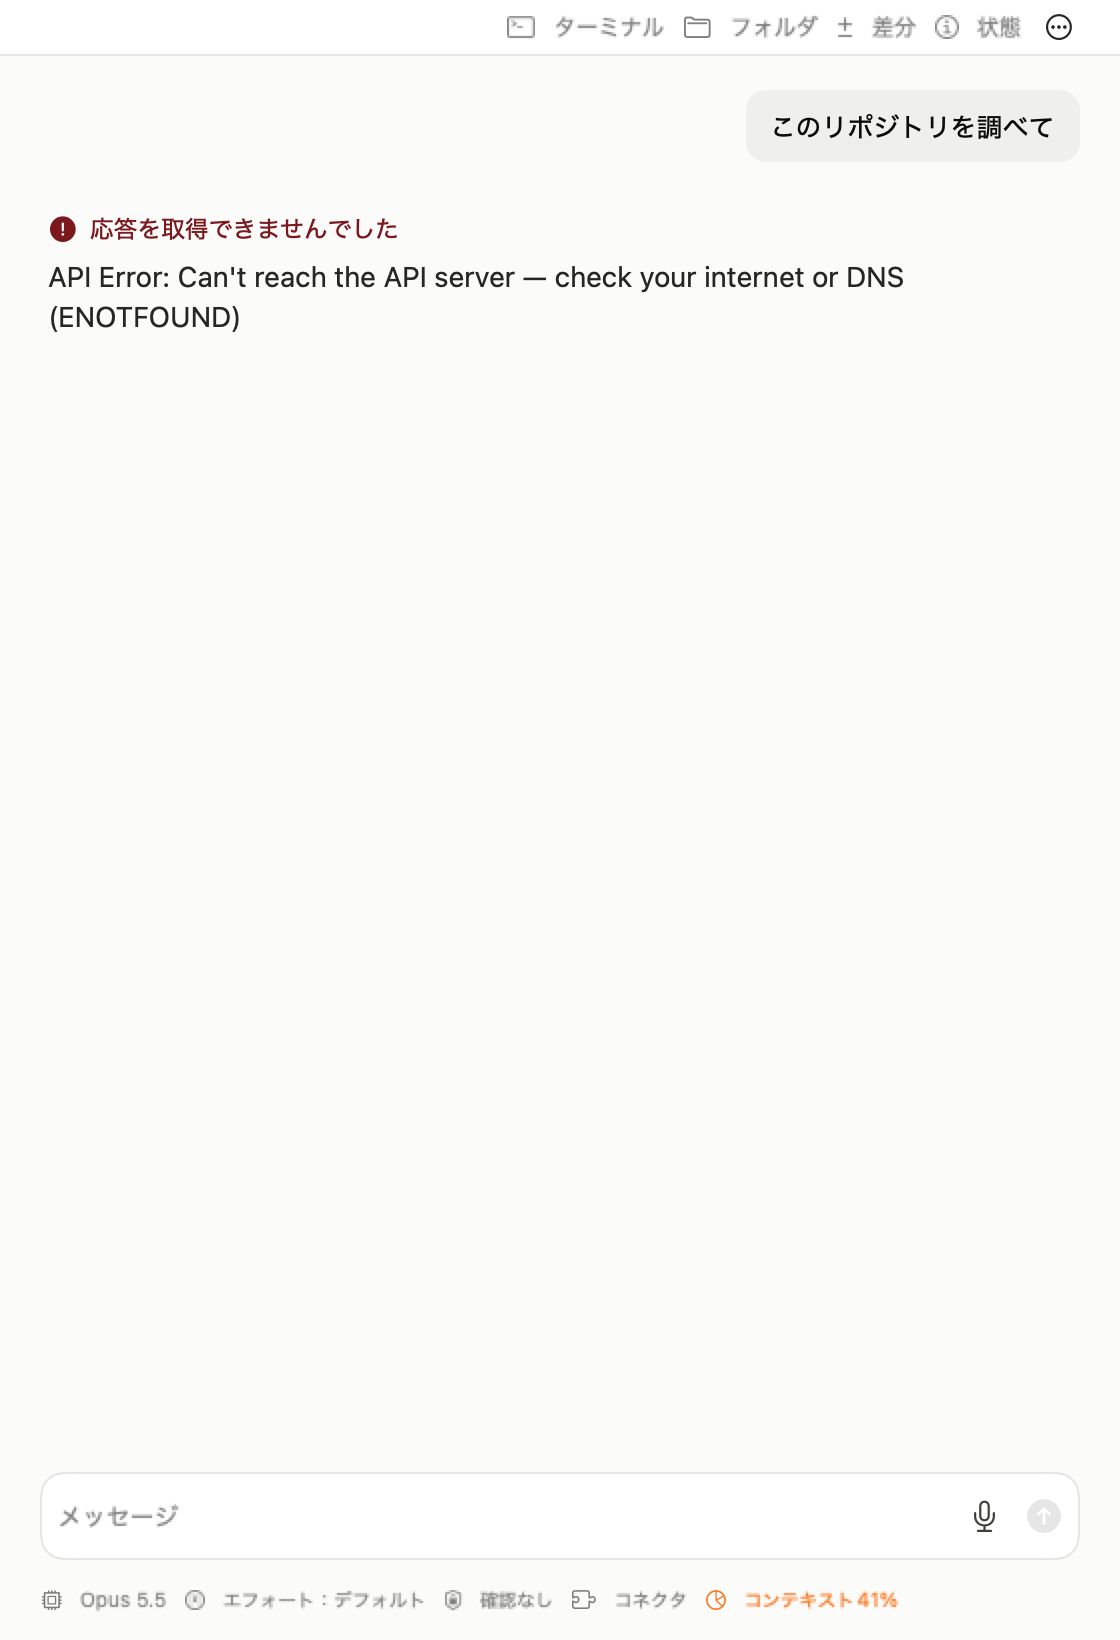 ターミナル フォルダ 差分 状態
このリポジトリを調べて
応答を取得できませんでした
API Error: Can't reach the API server — check your internet or DNS
(ENOTFOUND)
メッセージ
Opus 5.5 エフォート：デフォルト 確認なし コネクタ コンテキスト 41%